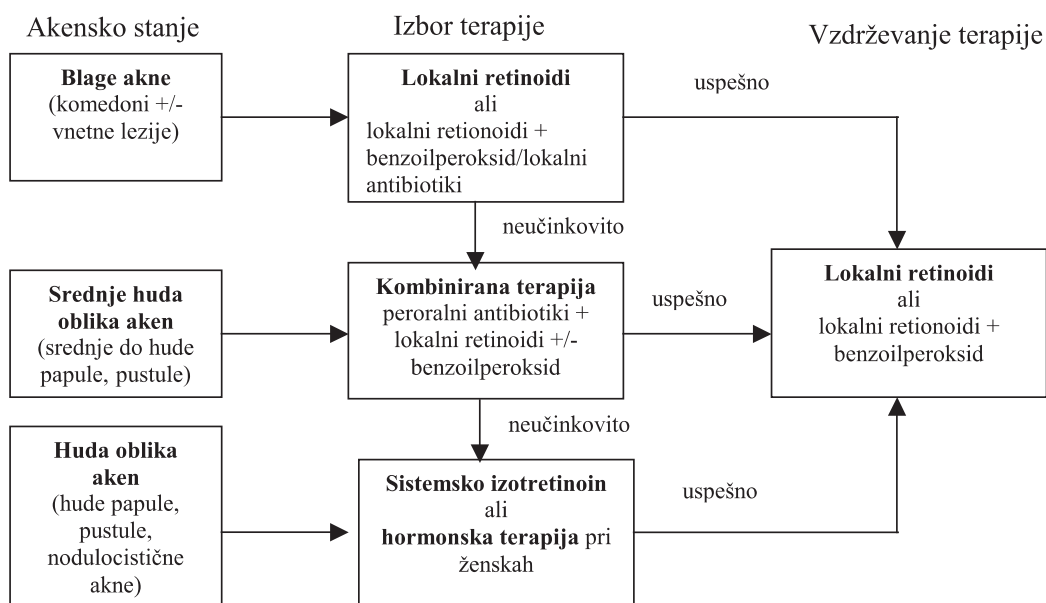 Akensko stanje
Izbor terapije
Vzdrževanje terapije
Blage akne
(komedoni +/-
vnetne lezije)
Lokalni retinoidi
ali
lokalni retionoidi +
benzoilperoksid/lokalni
antibiotiki
uspešno
neučinkovito
Srednje huda
oblika aken
(srednje do hude
papule, pustule)
Kombinirana terapija
peroralni antibiotiki +
lokalni retinoidi +/-
benzoilperoksid
uspešno
Lokalni retinoidi
ali
lokalni retionoidi +
benzoilperoksid
neučinkovito
Huda oblika
aken
(hude papule,
pustule,
nodulocistične
akne)
Sistemsko izotretinoin
ali
hormonska terapija pri
ženskah
uspešno